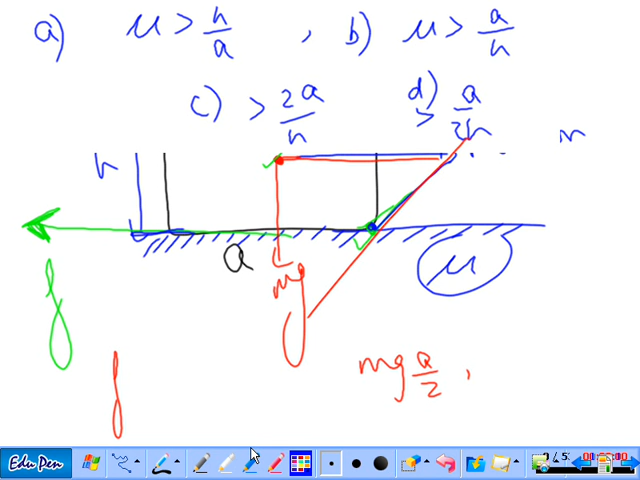 a) μ > h/a , b) μ > a/h
c) > 2a/h d) > a/2h
h
a
mg
μ
f
f
mg a/2 ,
Edu Pen